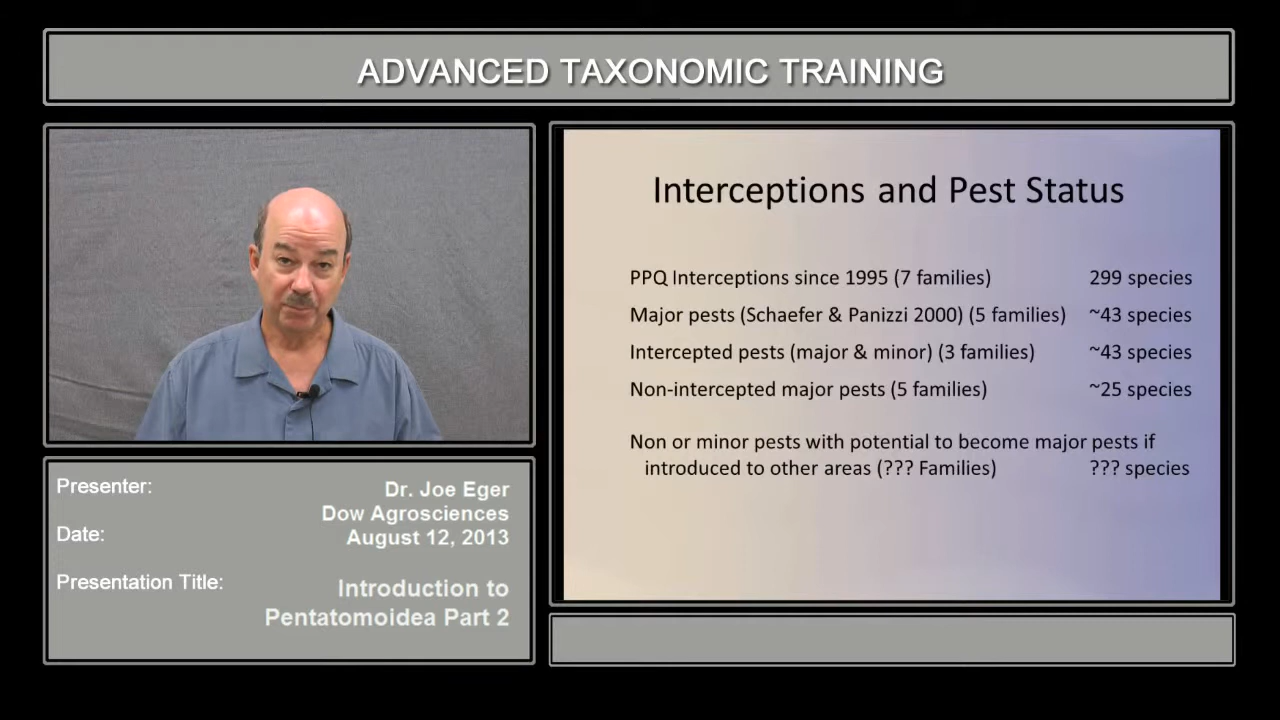 ADVANCED TAXONOMIC TRAINING
Interceptions and Pest Status
PPQ Interceptions since 1995 (7 families) 299 species
Major pests (Schaefer & Panizzi 2000) (5 families) ~43 species
Intercepted pests (major & minor) (3 families) ~43 species
Non-intercepted major pests (5 families) ~25 species
Non or minor pests with potential to become major pests if
introduced to other areas (??? Families) ??? species
Presenter: Dr. Joe Eger
Dow Agrosciences
Date: August 12, 2013
Presentation Title: Introduction to
Pentatomoidea Part 2